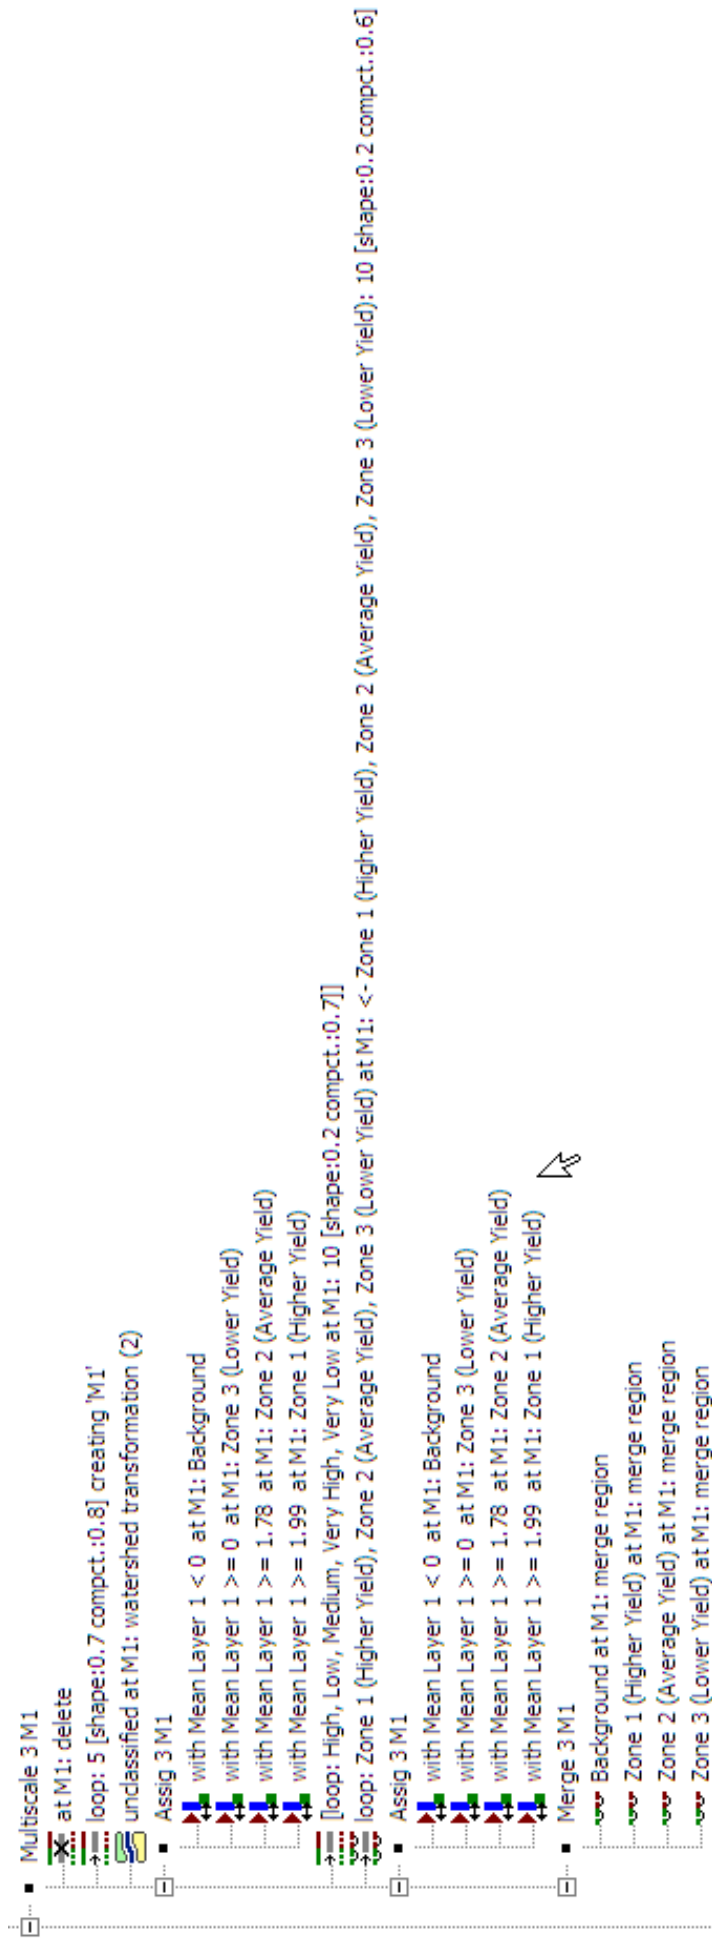 Multiscale 3 M1
at M1: delete
loop: 5 [shape:0.7 compct.:0.8] creating 'M1'
unclassified at M1: watershed transformation (2)
Assig 3 M1
with Mean Layer 1 < 0 at M1: Background
with Mean Layer 1 >= 0 at M1: Zone 3 (Lower Yield)
with Mean Layer 1 >= 1.78 at M1: Zone 2 (Average Yield)
with Mean Layer 1 >= 1.99 at M1: Zone 1 (Higher Yield)
[loop: High, Low, Medium, Very High, Very Low at M1: 10 [shape:0.2 compct.:0.7]]
loop: Zone 1 (Higher Yield), Zone 2 (Average Yield), Zone 3 (Lower Yield) at M1: <- Zone 1 (Higher Yield), Zone 2 (Average Yield), Zone 3 (Lower Yield): 10 [shape:0.2 compct.:0.6]
Assig 3 M1
with Mean Layer 1 < 0 at M1: Background
with Mean Layer 1 >= 0 at M1: Zone 3 (Lower Yield)
with Mean Layer 1 >= 1.78 at M1: Zone 2 (Average Yield)
with Mean Layer 1 >= 1.99 at M1: Zone 1 (Higher Yield)
Merge 3 M1
Background at M1: merge region
Zone 1 (Higher Yield) at M1: merge region
Zone 2 (Average Yield) at M1: merge region
Zone 3 (Lower Yield) at M1: merge region